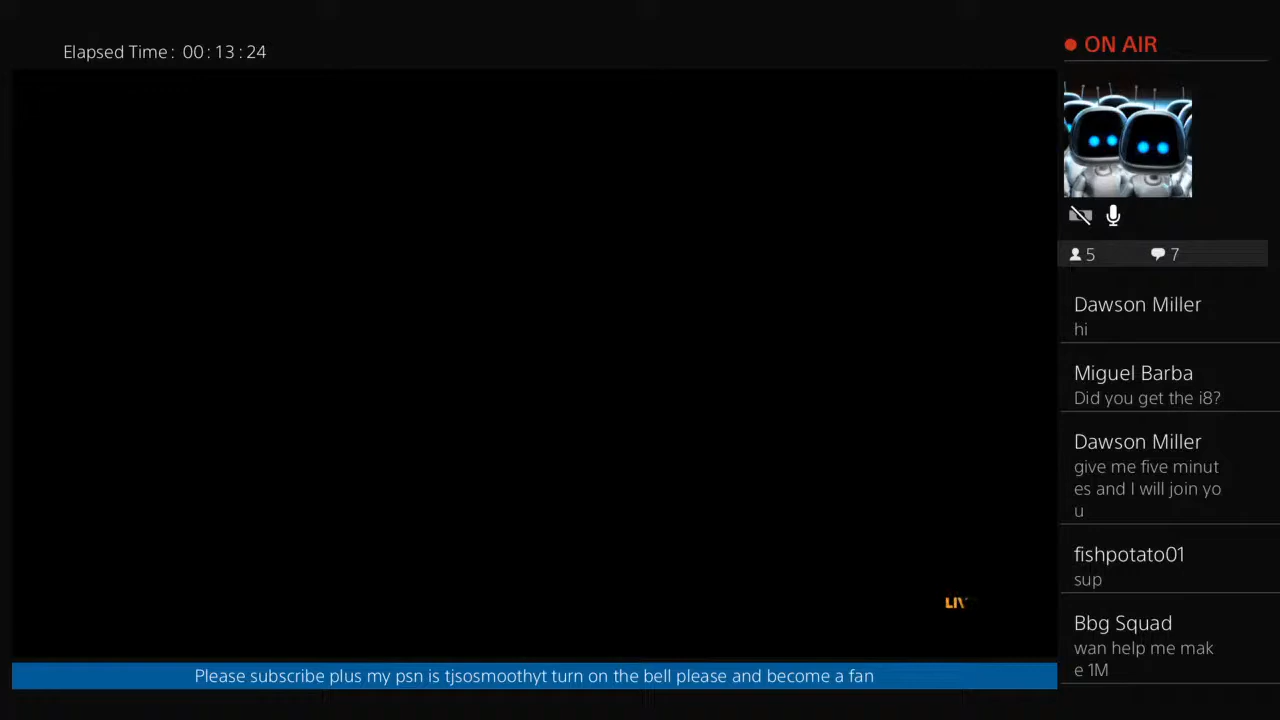 Elapsed Time: 00:13:24
ON AIR
5 7
Dawson Miller
hi
Miguel Barba
Did you get the i8?
Dawson Miller
give me five minut
es and I will join yo
u
fishpotato01
sup
Bbg Squad
wan help me mak
e 1M
Please subscribe plus my psn is tjsosmoothyt turn on the bell please and become a fan